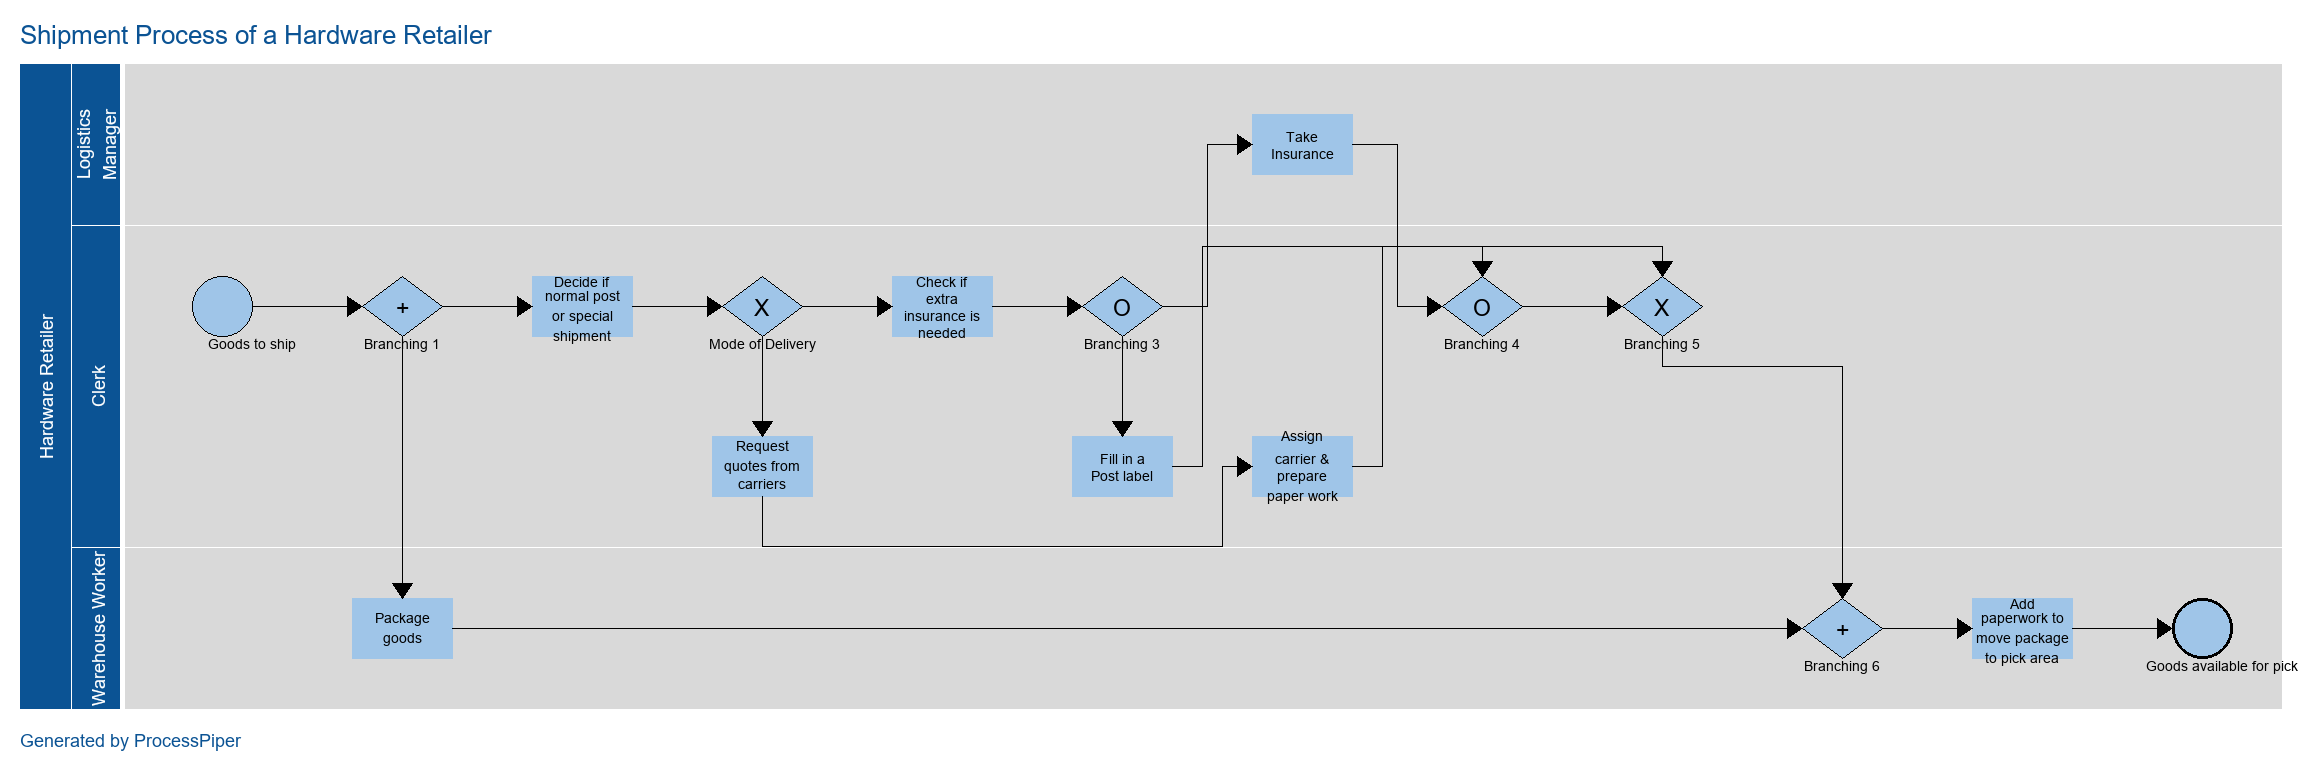 Shipment Process of a Hardware Retailer
Hardware Retailer
Logistics
Manager
Take
Insurance
Clerk
Goods to ship
+
Branching 1
Decide if
normal post
or special
shipment
X
Mode of Delivery
Check if
extra
insurance is
needed
O
Branching 3
O
Branching 4
X
Branching 5
Request
quotes from
carriers
Fill in a
Post label
Assign
carrier &
prepare
paper work
Warehouse Worker
Package
goods
+
Branching 6
Add
paperwork to
move package
to pick area
Goods available for pick
Generated by ProcessPiper